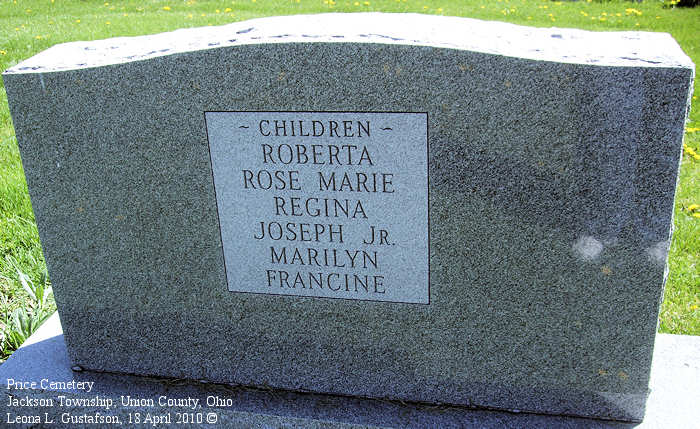 ~ CHILDREN ~
ROBERTA
ROSE MARIE
REGINA
JOSEPH JR.
MARILYN
FRANCINE
Price Cemetery
Jackson Township, Union County, Ohio
Leona L. Gustafson, 18 April 2010 ©